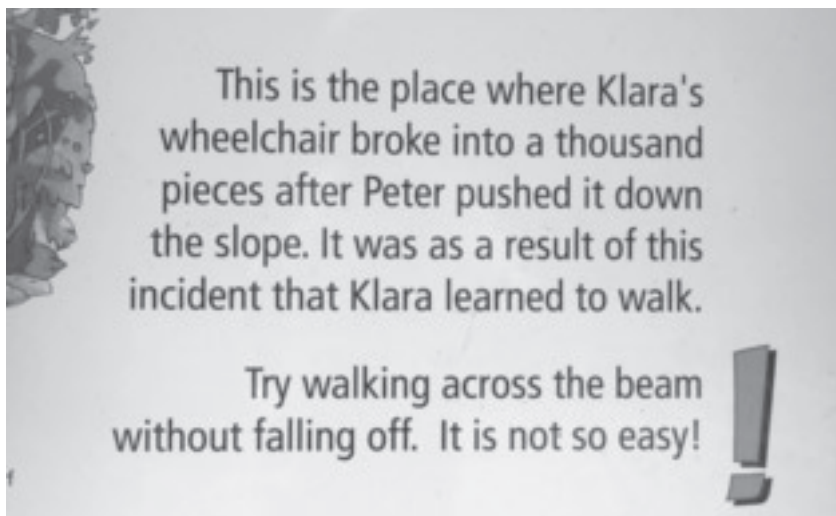 This is the place where Klara's
wheelchair broke into a thousand
pieces after Peter pushed it down
the slope. It was as a result of this
incident that Klara learned to walk.
Try walking across the beam
without falling off. It is not so easy!
!